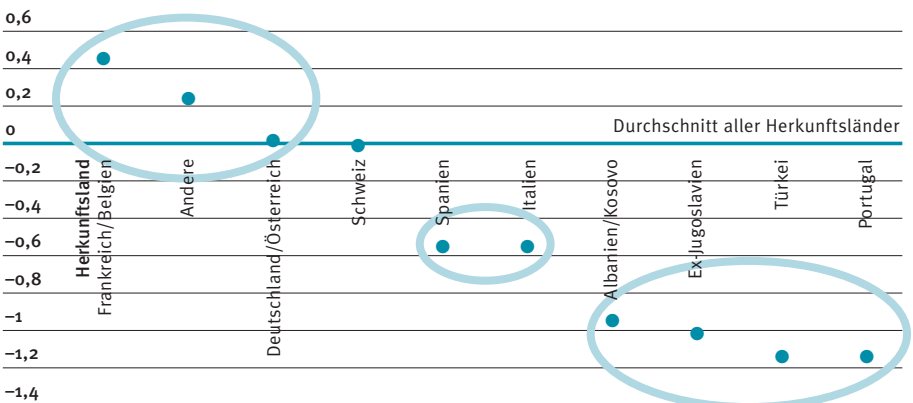 0,6
0,4
0,2
0
Durchschnitt aller Herkunftsländer
–0,2
–0,4
–0,6
–0,8
–1
–1,2
–1,4
Herkunftsland
Frankreich/Belgien
Andere
Deutschland/Österreich
Schweiz
Spanien
Italien
Albanien/Kosovo
Ex-Jugoslavien
Türkei
Portugal